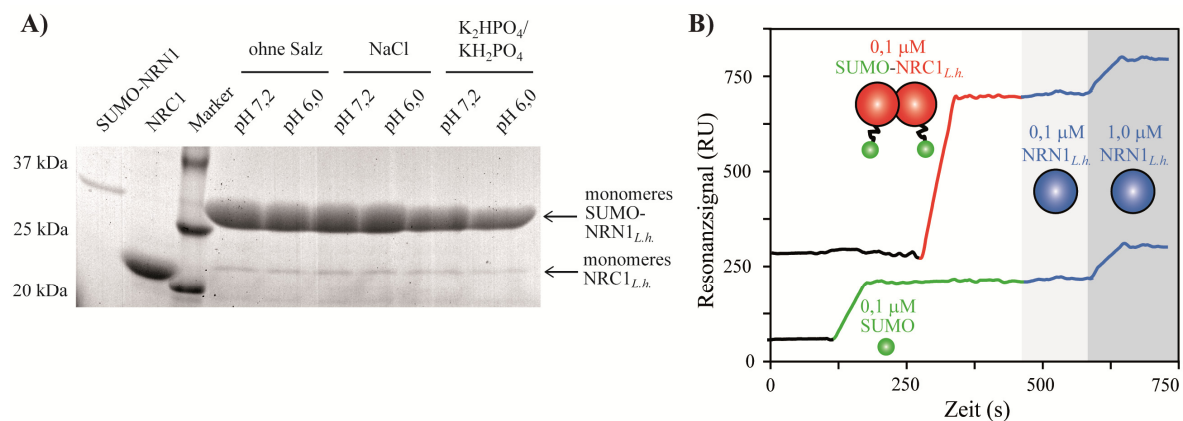 A)
SUMO-NRN1
NRC1
Marker
ohne Salz
NaCl
K2HPO4/
KH2PO4
pH 7,2
pH 6,0
pH 7,2
pH 6,0
pH 7,2
pH 6,0
37 kDa
25 kDa
20 kDa
monomeres
SUMO-
NRN1L.h.
monomeres
NRC1L.h.
B)
Resonanzsignal (RU)
750
500
250
0
0,1 µM
SUMO-NRC1L.h.
0,1 µM
NRN1L.h.
1,0 µM
NRN1L.h.
0,1 µM
SUMO
0
250
500
750
Zeit (s)